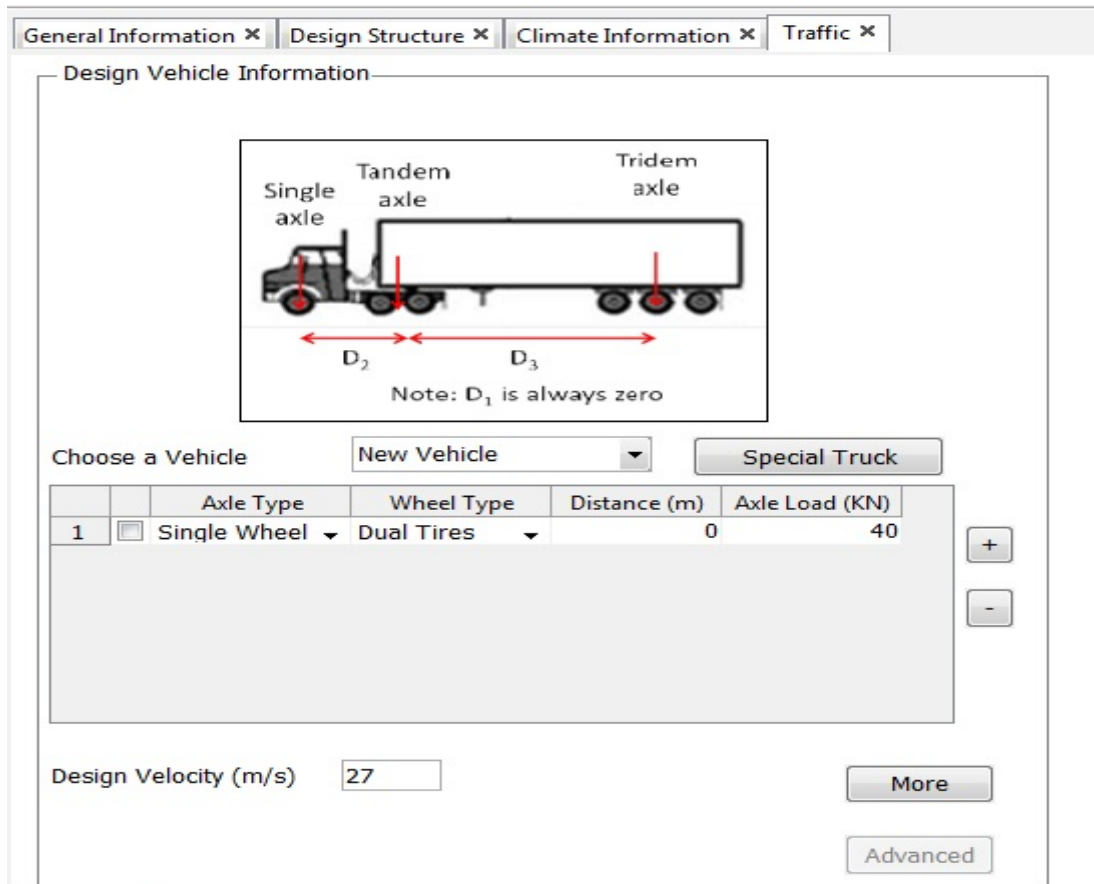 General Information × Design Structure × Climate Information × Traffic ×
Design Vehicle Information
Single
axle
Tandem
axle
Tridem
axle
D₂ D₃
Note: D₁ is always zero
Choose a Vehicle New Vehicle Special Truck
Axle Type Wheel Type Distance (m) Axle Load (KN)
1 Single Wheel Dual Tires 0 40
+
-
Design Velocity (m/s) 27 More
Advanced